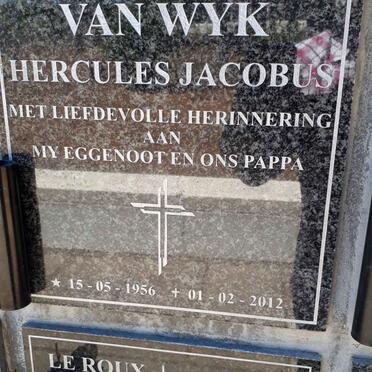 VAN WYK
HERCULES JACOBUS
MET LIEFDEVOLLE HERINNERING
AAN
MY EGGENOOT EN ONS PAPPA
★ 15 - 05 - 1956 + 01 - 02 - 2012
LE ROUX